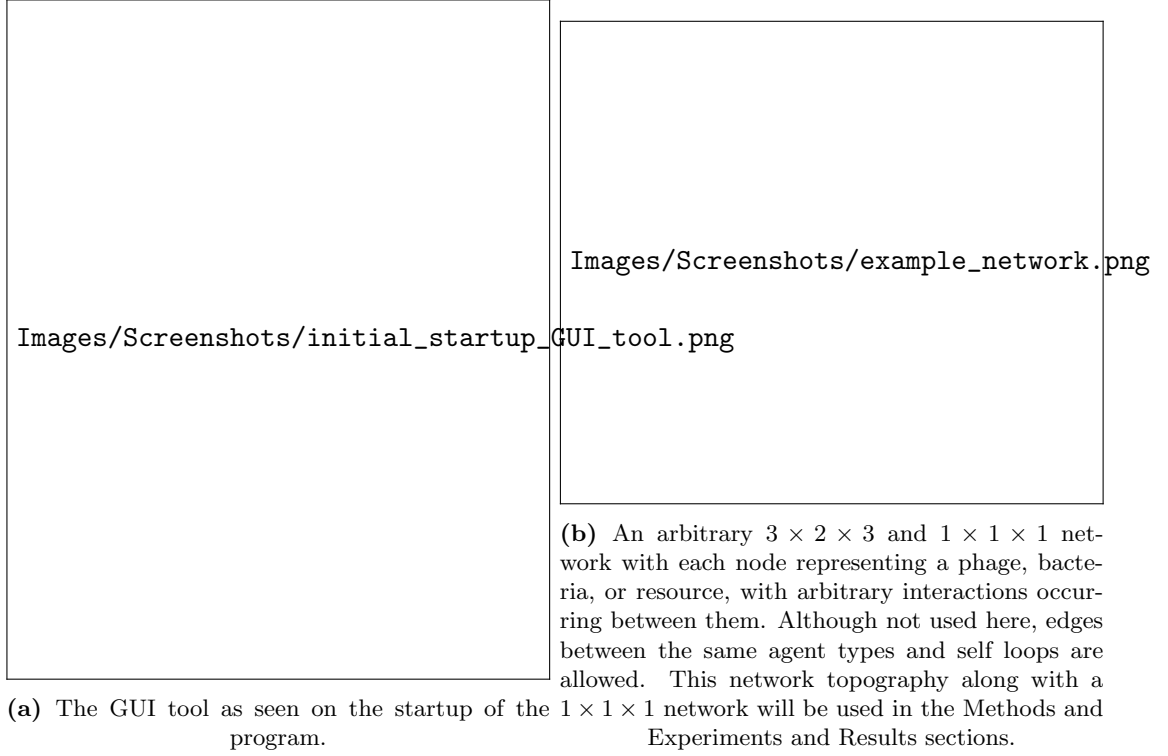 Images/Screenshots/initial_startup_GUI_tool.png
(a) The GUI tool as seen on the startup of the
program.
Images/Screenshots/example_network.png
(b) An arbitrary 3 × 2 × 3 and 1 × 1 × 1 net-
work with each node representing a phage, bacte-
ria, or resource, with arbitrary interactions occur-
ring between them. Although not used here, edges
between the same agent types and self loops are
allowed. This network topography along with a
1 × 1 × 1 network will be used in the Methods and
Experiments and Results sections.